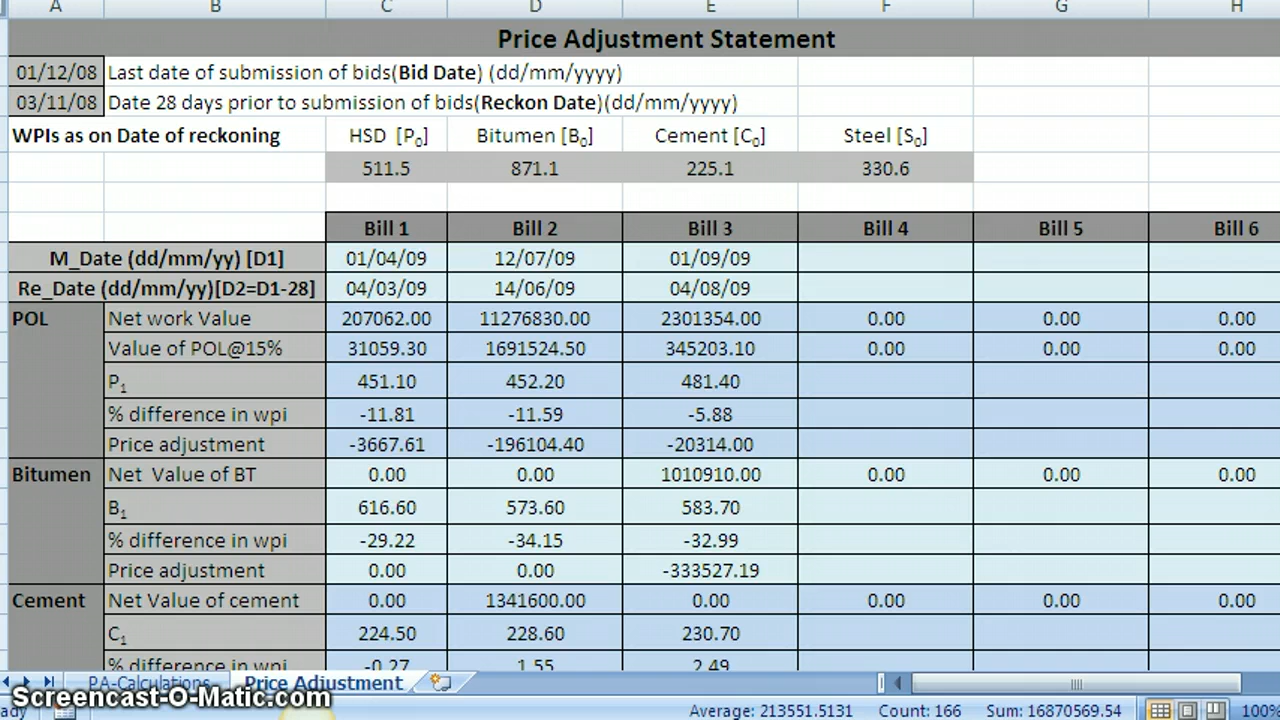 A B C D E F G H
Price Adjustment Statement
01/12/08 Last date of submission of bids(Bid Date) (dd/mm/yyyy)
03/11/08 Date 28 days prior to submission of bids(Reckon Date)(dd/mm/yyyy)
WPIs as on Date of reckoning HSD [P0] Bitumen [B0] Cement [C0] Steel [S0]
511.5 871.1 225.1 330.6
Bill 1 Bill 2 Bill 3 Bill 4 Bill 5 Bill 6
M_Date (dd/mm/yy) [D1] 01/04/09 12/07/09 01/09/09
Re_Date (dd/mm/yy)[D2=D1-28] 04/03/09 14/06/09 04/08/09
POL Net work Value 207062.00 11276830.00 2301354.00 0.00 0.00 0.00
Value of POL@15% 31059.30 1691524.50 345203.10 0.00 0.00 0.00
P1 451.10 452.20 481.40
% difference in wpi -11.81 -11.59 -5.88
Price adjustment -3667.61 -196104.40 -20314.00
Bitumen Net Value of BT 0.00 0.00 1010910.00 0.00 0.00 0.00
B1 616.60 573.60 583.70
% difference in wpi -29.22 -34.15 -32.99
Price adjustment 0.00 0.00 -333527.19
Cement Net Value of cement 0.00 1341600.00 0.00 0.00 0.00 0.00
C1 224.50 228.60 230.70
% difference in wpi -0.27 1.55 2.49
PA-Calculations Price Adjustment
Screencast-O-Matic.com
eady Average: 213551.5131 Count: 166 Sum: 16870569.54 100%